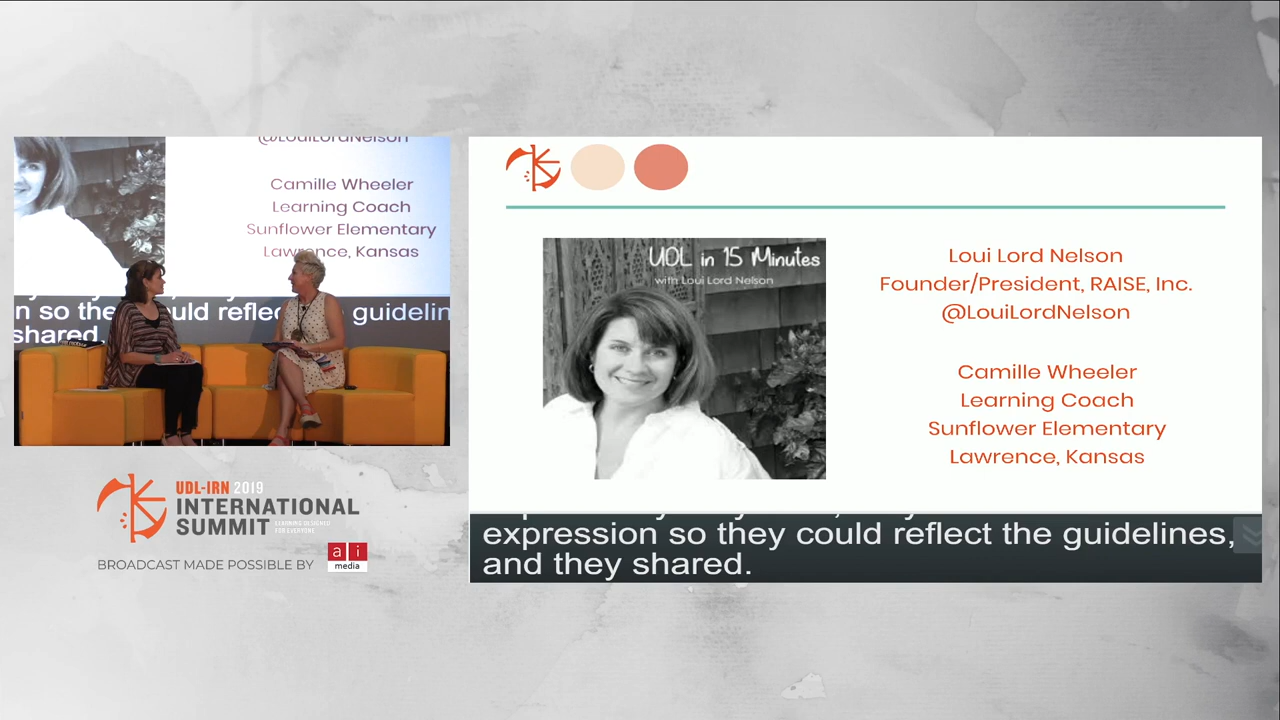 @LouiLordNelson
Camille Wheeler
Learning Coach
Sunflower Elementary
Lawrence, Kansas
n so they could reflect the guidelin
shared.
UDL-IRN 2019
INTERNATIONAL
SUMMIT
LEARNING DESIGNED
FOR EVERYONE
BROADCAST MADE POSSIBLE BY
ai
media
UDL in 15 Minutes
with Loui Lord Nelson
Loui Lord Nelson
Founder/President, RAISE, Inc.
@LouiLordNelson
Camille Wheeler
Learning Coach
Sunflower Elementary
Lawrence, Kansas
expression so they could reflect the guidelines,
and they shared.